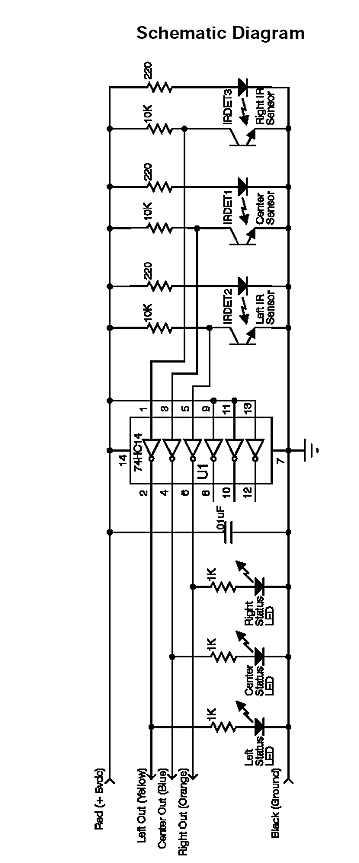 Schematic Diagram
220
10K
IRDET3
Right IR
Sensor
220
10K
IRDET1
Center
Sensor
220
10K
IRDET2
Left IR
Sensor
1
3
5
9
11
13
14
74HC14
U1
7
2
4
6
8
10
12
.01uF
1K
Right
Status
LED
1K
Center
Status
LED
1K
Left
Status
LED
Red (+ 5vdc)
Left Out (Yellow)
Center Out (Blue)
Right Out (Orange)
Black (Ground)